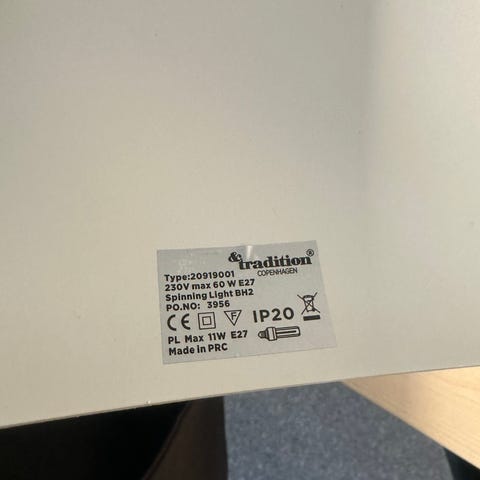 &tradition®
COPENHAGEN
Type:20919001
230V max 60 W E27
Spinning Light BH2
PO.NO: 3956
CE F IP20
PL Max 11W E27
Made in PRC